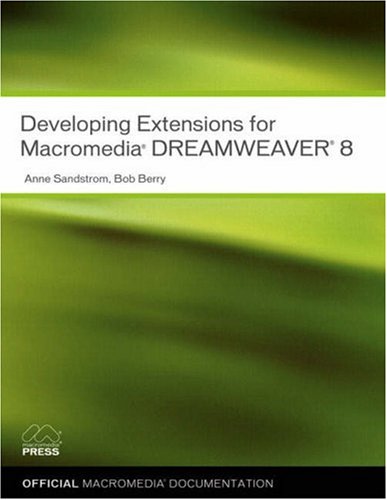 Developing Extensions for
Macromedia® DREAMWEAVER® 8
Anne Sandstrom, Bob Berry
macromedia®
PRESS
OFFICIAL MACROMEDIA® DOCUMENTATION